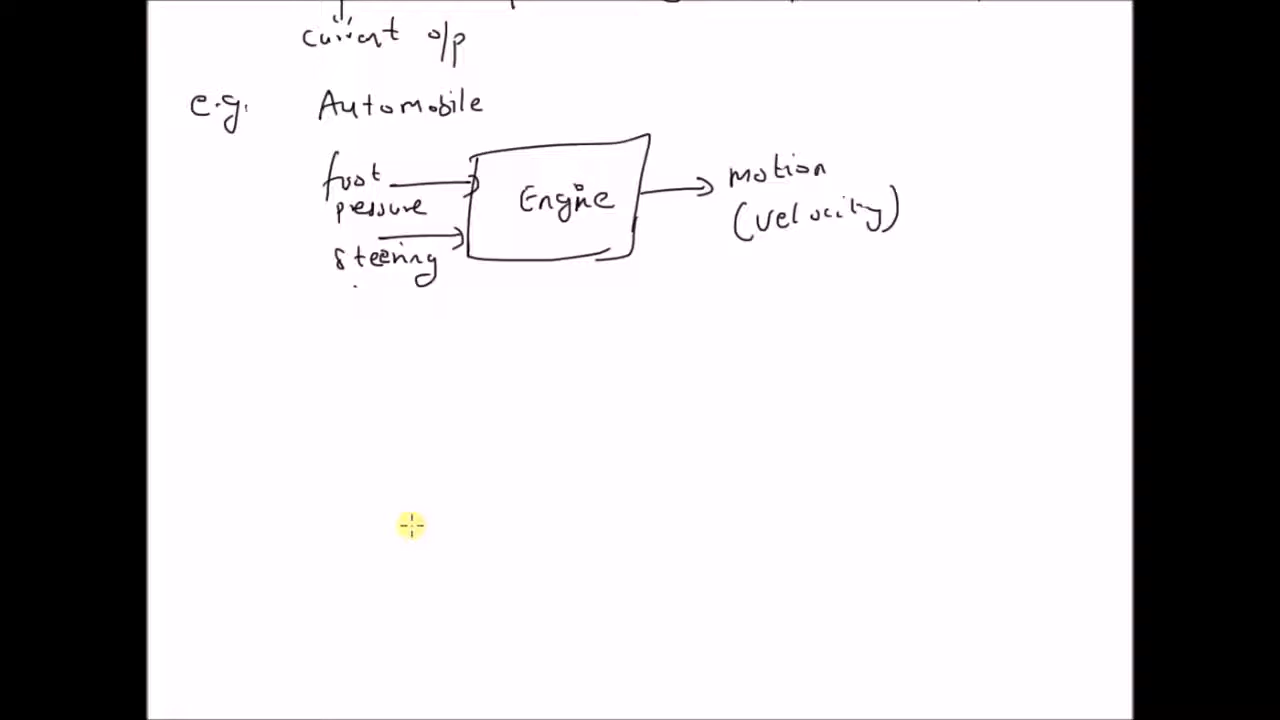 current o/p
e.g. Automobile
foot
pressure
steering
Engine
motion
(velocity)